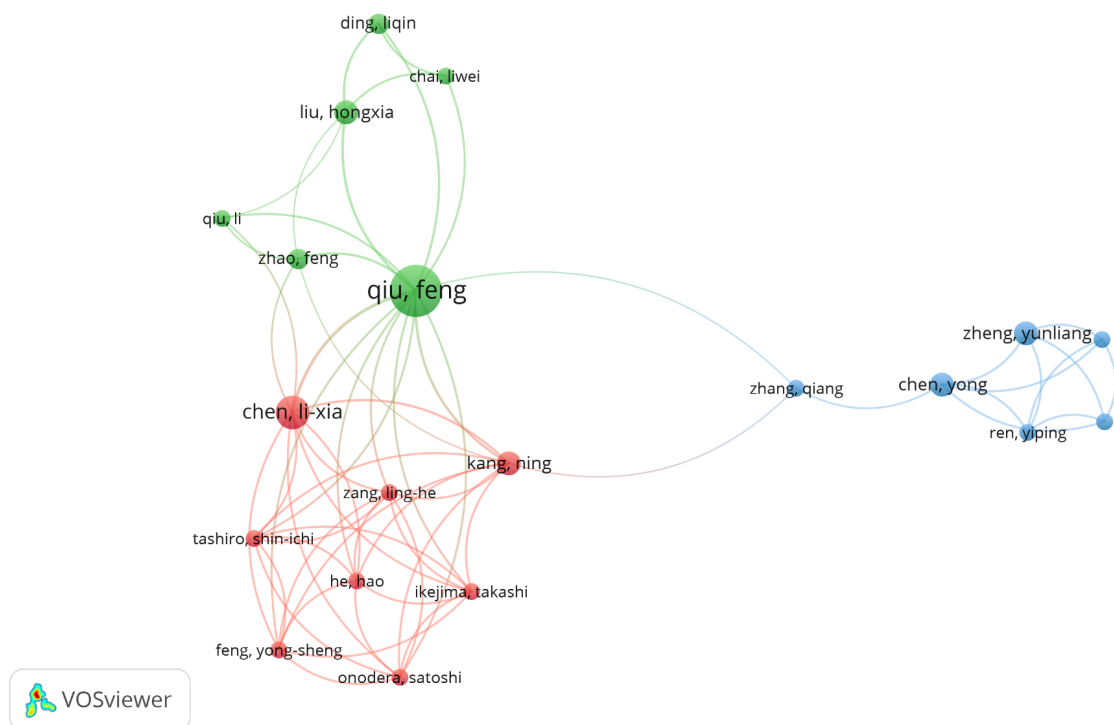 ding, liqin
chai, liwei
liu, hongxia
qiu, li
zhao, feng
qiu, feng
zheng, yunliang
chen, yong
zhang, qiang
ren, yiping
chen, li-xia
kang, ning
zang, ling-he
tashiro, shin-ichi
he, hao
ikejima, takashi
feng, yong-sheng
onodera, satoshi
VOSviewer